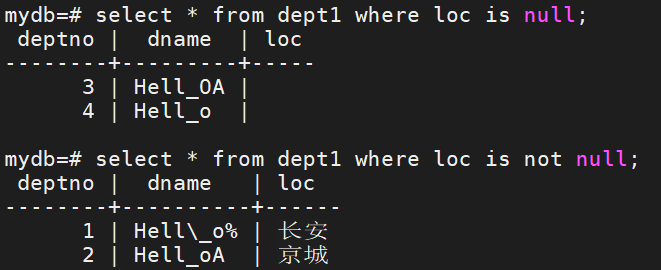 mydb=# select * from dept1 where loc is null;
 deptno |  dname  | loc
--------+---------+-----
      3 | Hell_OA |
      4 | Hell_o  |
mydb=# select * from dept1 where loc is not null;
 deptno |  dname   | loc
--------+----------+------
      1 | Hell\_o% | 长安
      2 | Hell_oA  | 京城